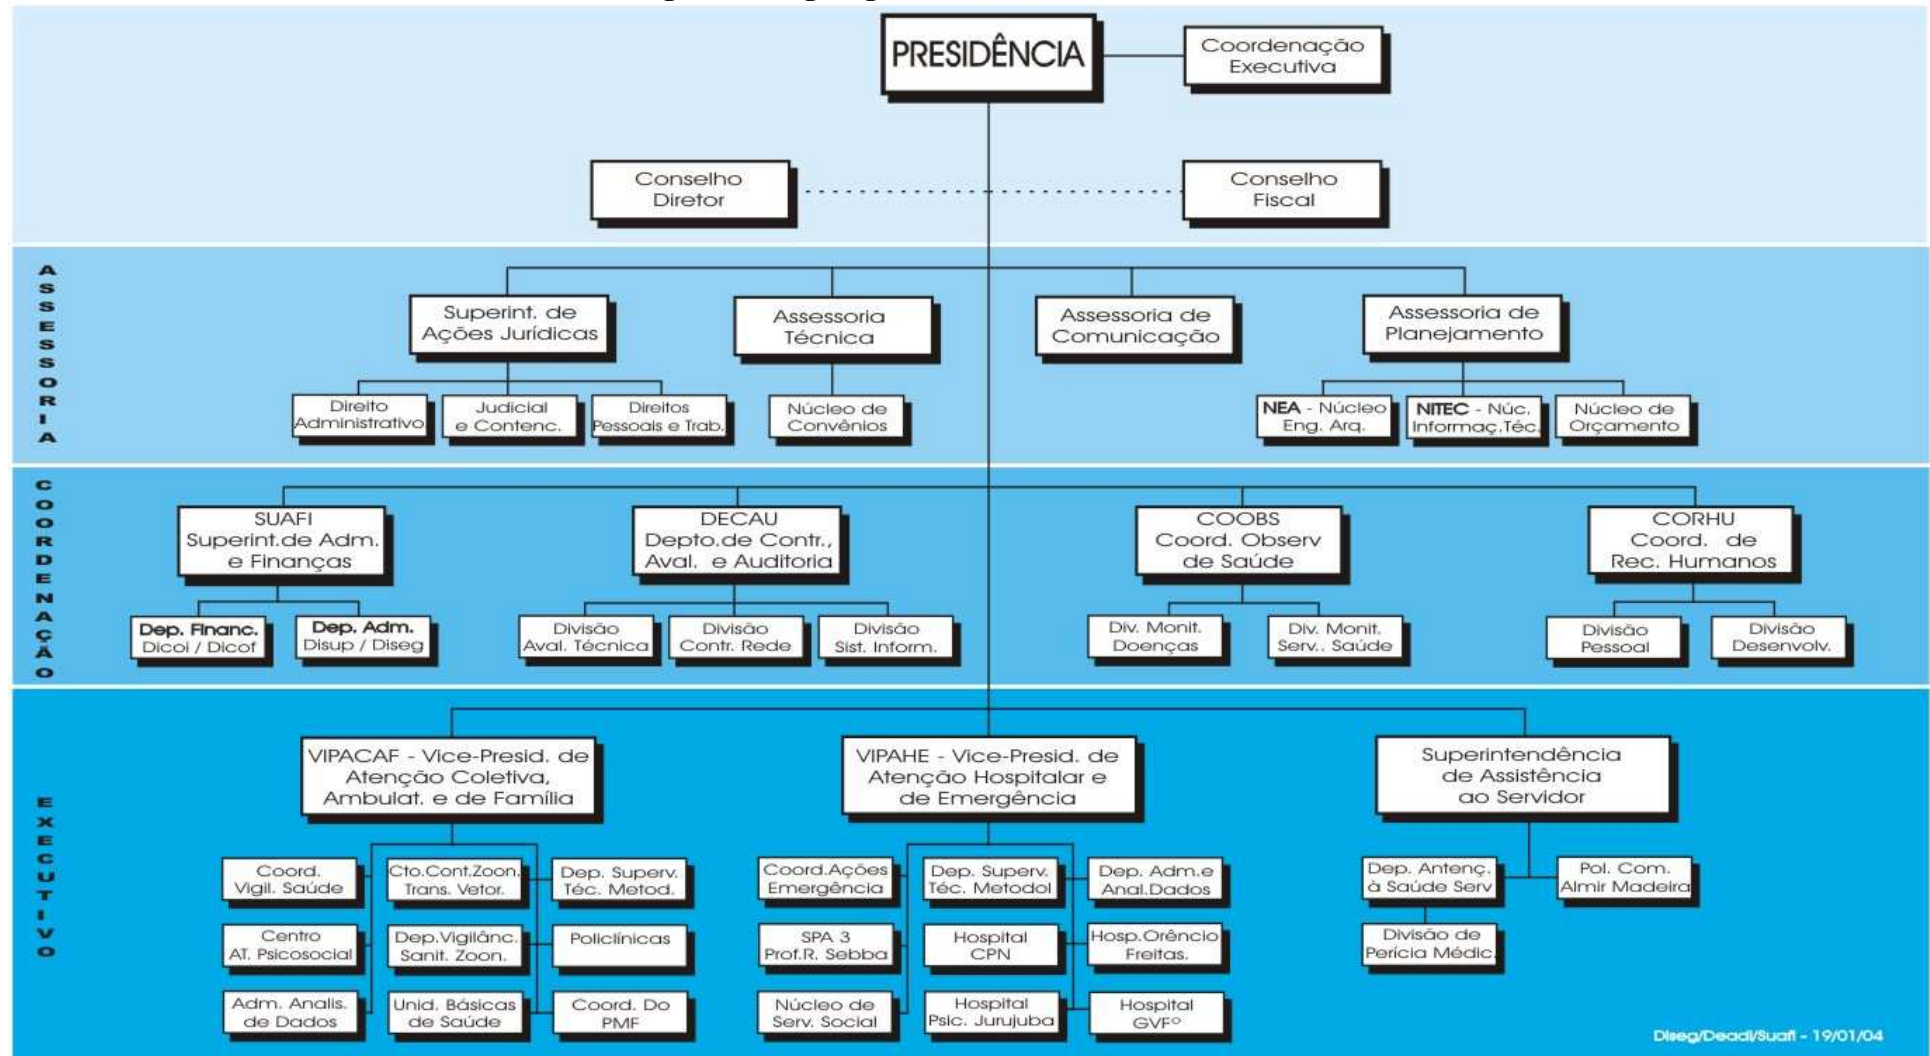 PRESIDÊNCIA
Coordenação
Executiva
Conselho
Diretor
Conselho
Fiscal
ASSESSORIA
Superint. de
Ações Jurídicas
Assessoria
Técnica
Assessoria de
Comunicação
Assessoria de
Planejamento
Direito
Administrativo
Judicial
e Contenc.
Direitos
Pessoais e Trab.
Núcleo de
Convênios
NEA - Núcleo
Eng. Arq.
NITEC - Núc.
Informaç.Téc.
Núcleo de
Orçamento
COORDENAÇÃO
SUAFI
Superint.de Adm.
e Finanças
DECAU
Depto.de Contr.,
Aval. e Auditoria
COOBS
Coord. Observ
de Saúde
CORHU
Coord. de
Rec. Humanos
Dep. Financ.
Dicoi / Dicof
Dep. Adm.
Disup / Diseg
Divisão
Aval. Técnica
Divisão
Contr. Rede
Divisão
Sist. Inform.
Div. Monit.
Doenças
Div. Monit.
Serv.. Saúde
Divisão
Pessoal
Divisão
Desenvolv.
EXECUTIVO
VIPACAF - Vice-Presid. de
Atenção Coletiva,
Ambulat. e de Família
VIPAHE - Vice-Presid. de
Atenção Hospitalar e
de Emergência
Superintendência
de Assistência
ao Servidor
Coord.
Vigil. Saúde
Cto.Cont.Zoon.
Trans. Vetor.
Dep. Superv.
Téc. Metod.
Coord.Ações
Emergência
Dep. Superv.
Téc. Metodol
Dep. Adm.e
Anal.Dados
Dep. Antenç.
à Saúde Serv
Pol. Com.
Almir Madeira
Centro
AT. Psicosocial
Dep.Vigilânc.
Sanit. Zoon.
Policlínicas
SPA 3
Prof.R. Sebba
Hospital
CPN
Hosp.Orêncio
Freitas.
Divisão de
Perícia Médic.
Adm. Analis.
de Dados
Unid. Básicas
de Saúde
Coord. Do
PMF
Núcleo de
Serv. Social
Hospital
Psic. Jurujuba
Hospital
GVFº
Diseg/Deadi/Suafi - 19/01/04